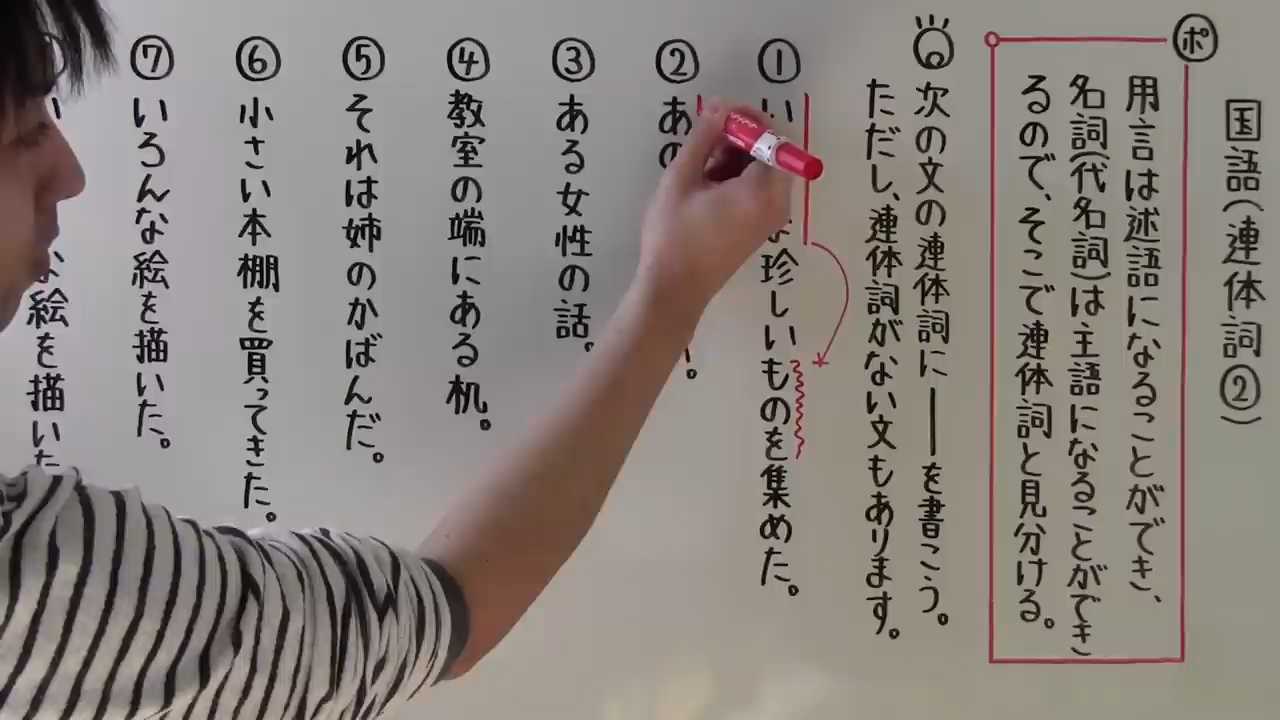 国語(連体詞②)
ポ
用言は述語になることができ、
名詞(代名詞)は主語になることができ
るので、そこで連体詞と見分ける。
次の文の連体詞に──を書こう。
ただし、連体詞がない文もあります。
① い な珍しいものを集めた。
② あの !。
③ ある女性の話。
④ 教室の端にある机。
⑤ それは姉のかばんだ。
⑥ 小さい本棚を買ってきた。
⑦ いろんな絵を描いた。
な絵を描いた